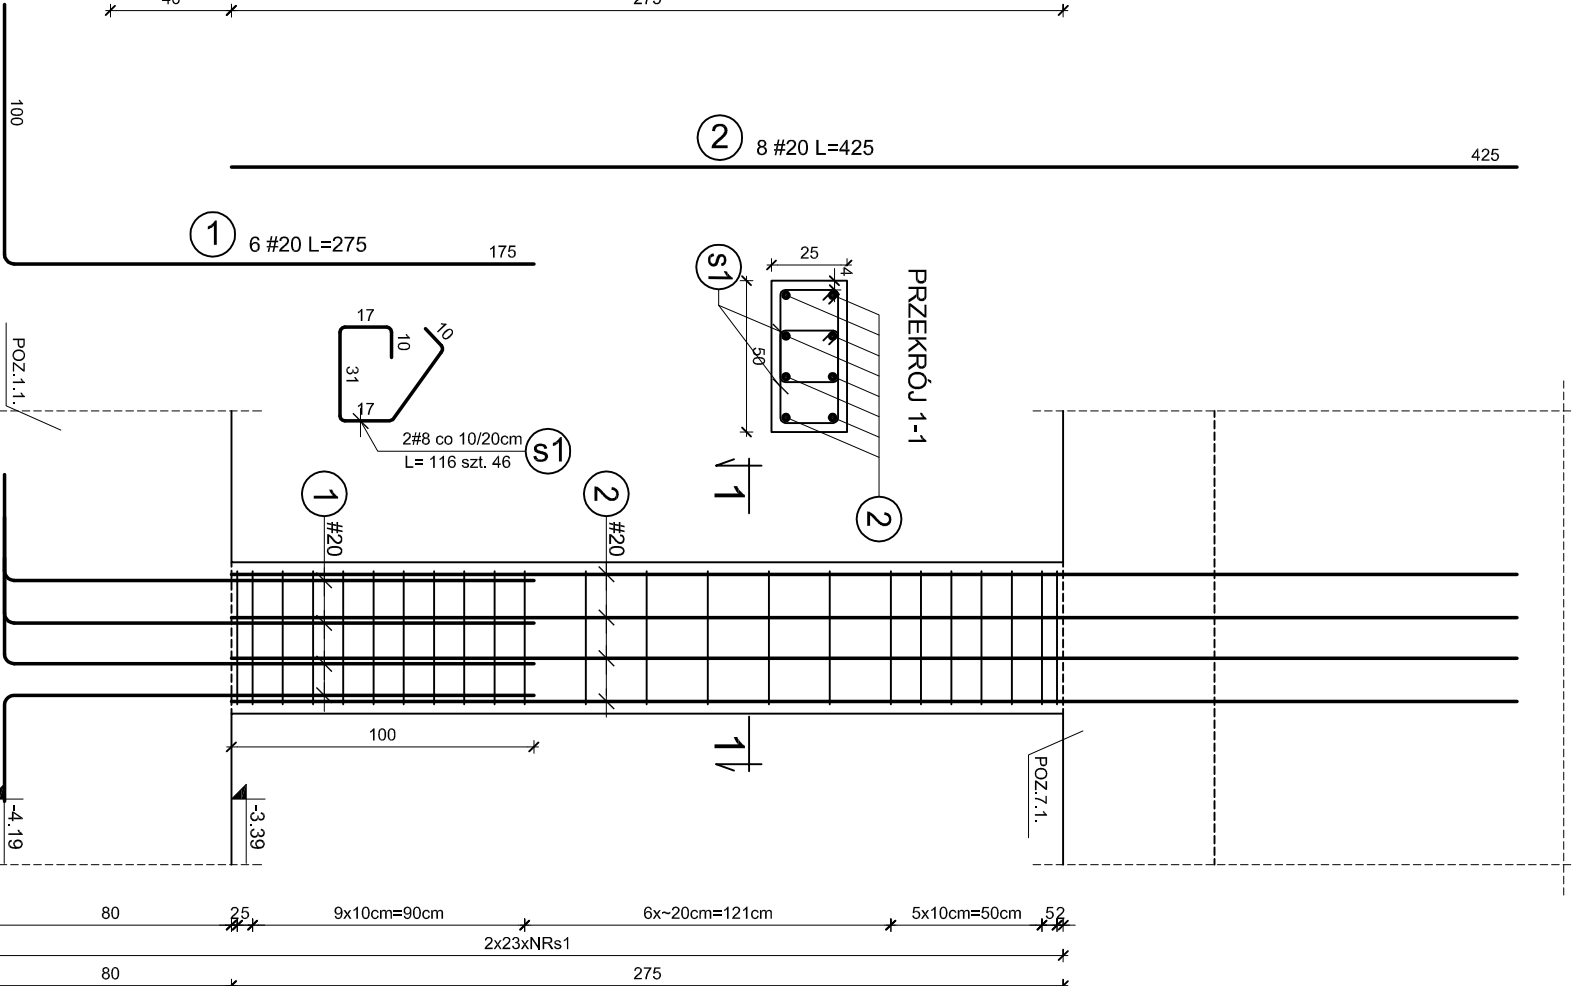 40
275
100
2
8 #20 L=425
425
1
6 #20 L=275
175
s1
25
4
50
PRZEKRÓJ 1-1
2
17
10
10
31
17
2#8 co 10/20cm
L= 116 szt. 46
s1
POZ.1.1.
1
#20
2
#20
1
1
100
POZ.7.1.
-4.19
-3.39
80
25
9x10cm=90cm
6x~20cm=121cm
5x10cm=50cm
52
2x23xNRs1
80
275